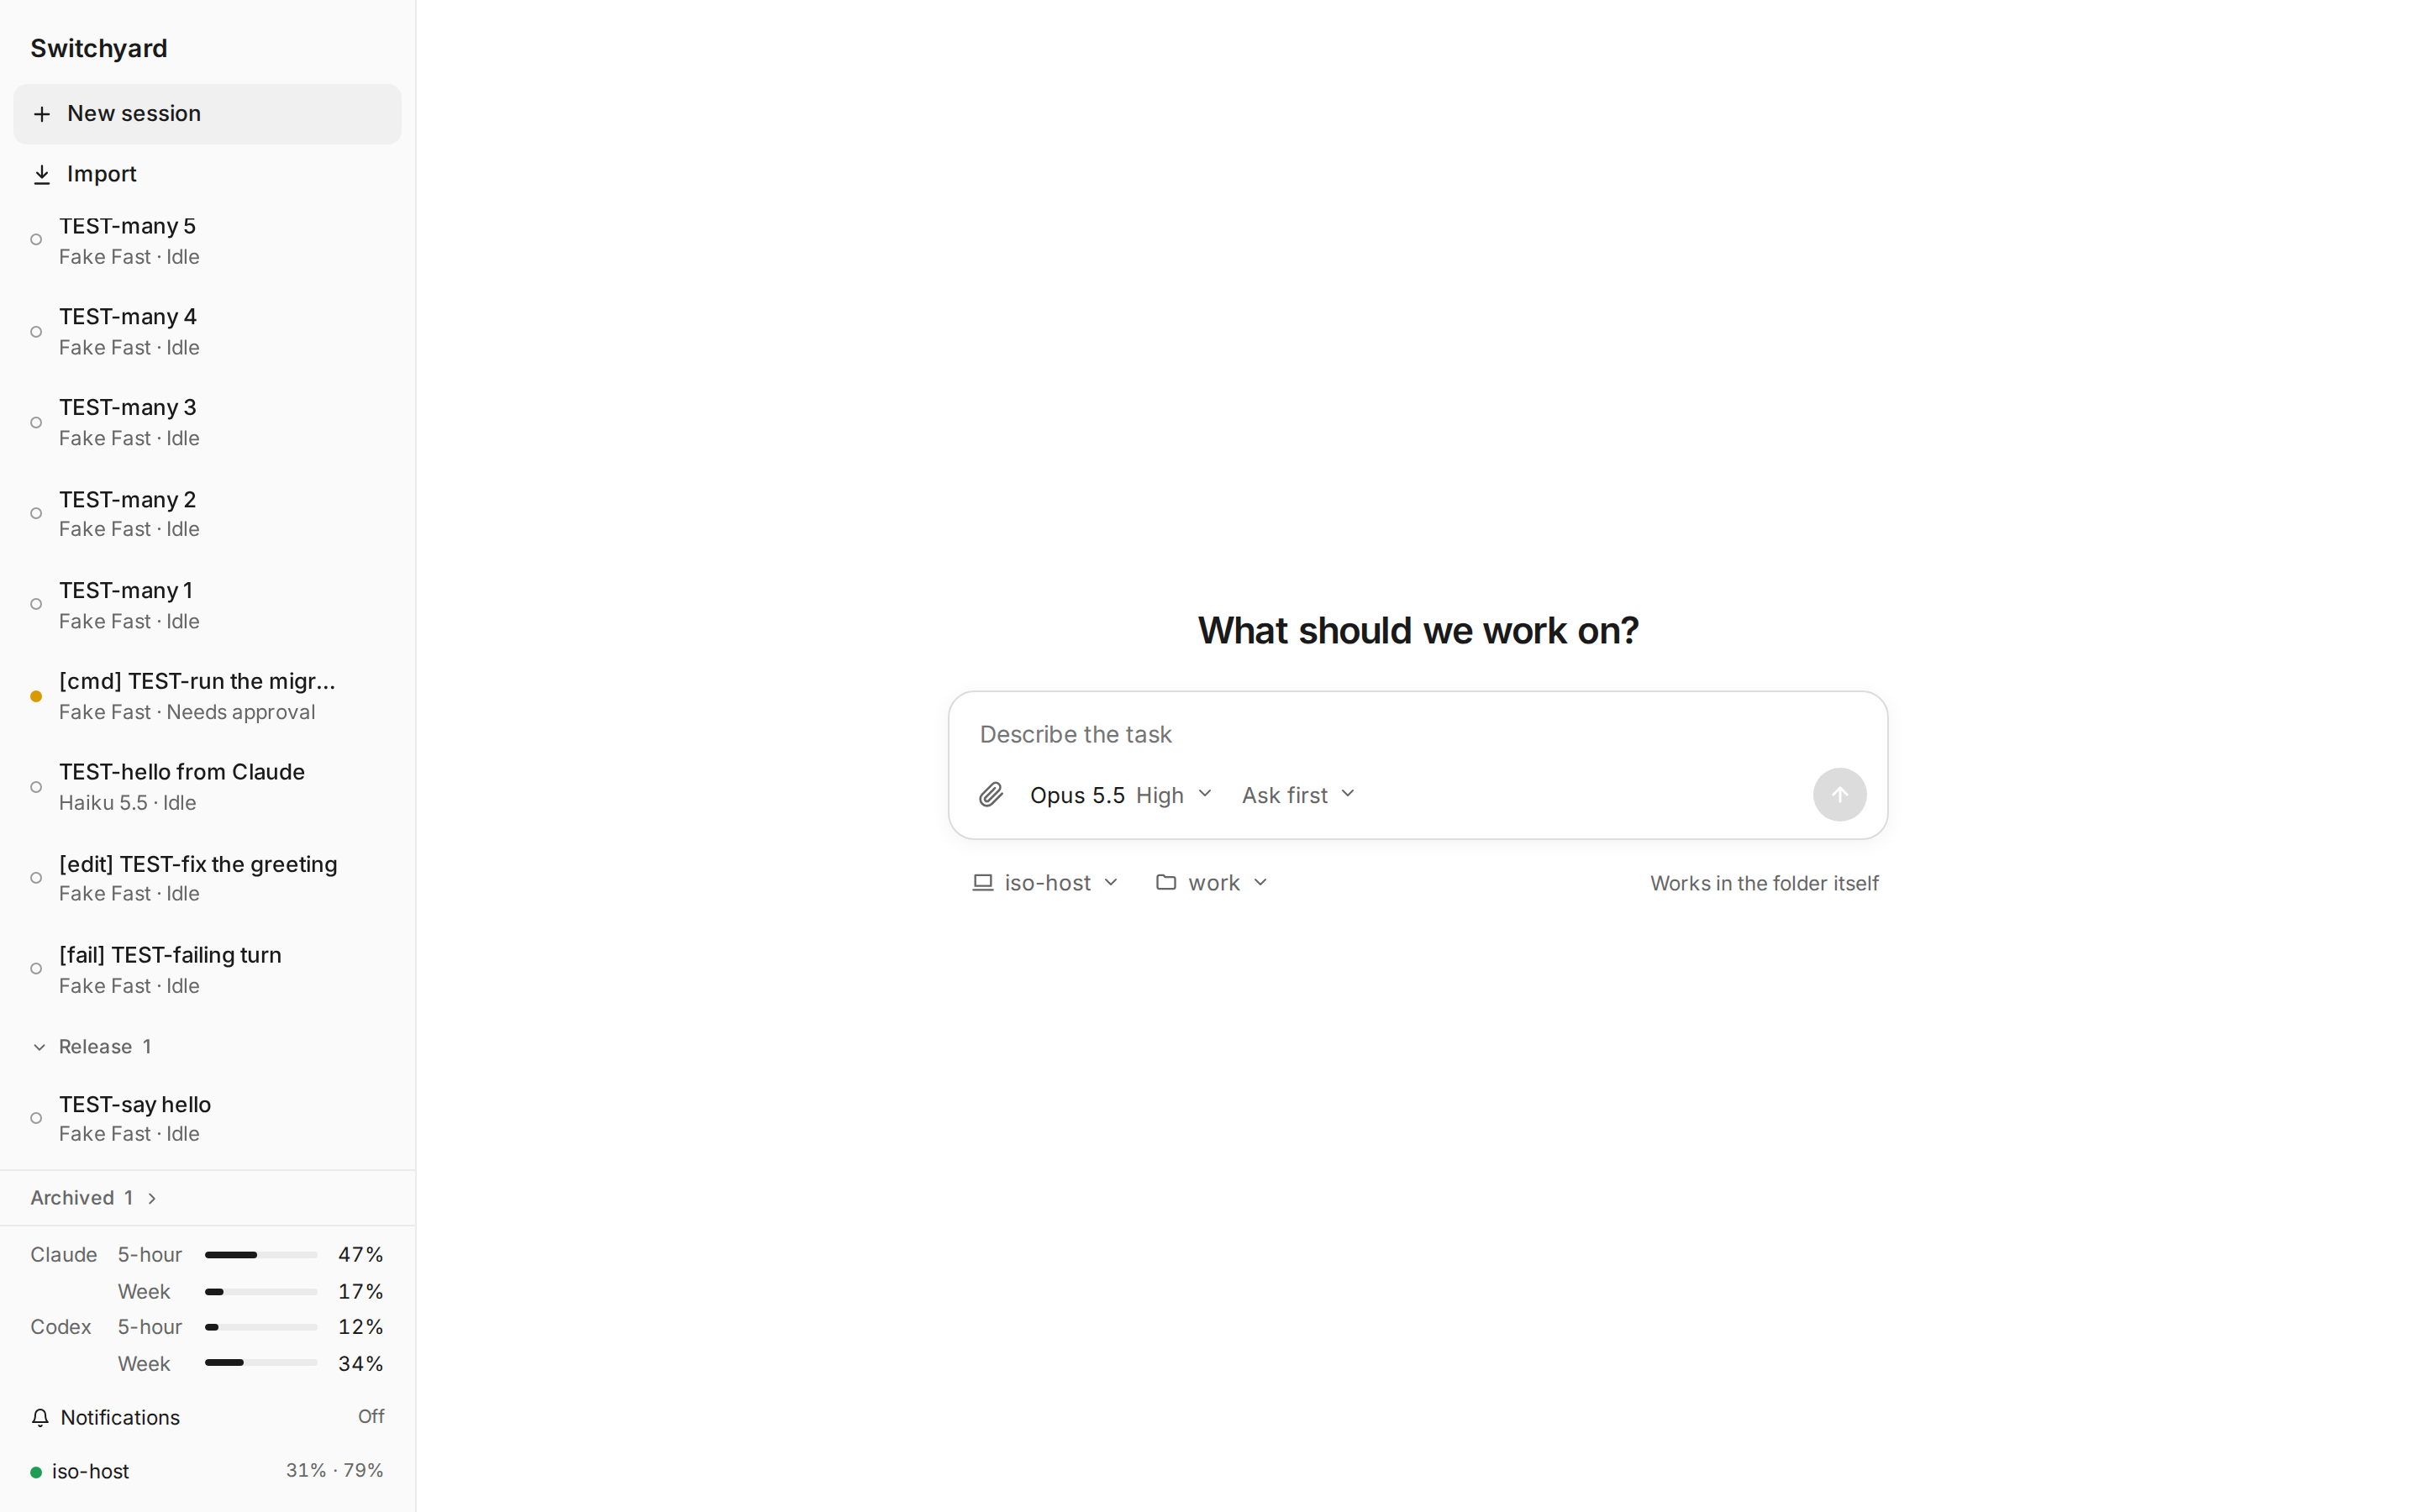 Switchyard
New session
Import
TEST-many 5
Fake Fast · Idle
TEST-many 4
Fake Fast · Idle
TEST-many 3
Fake Fast · Idle
TEST-many 2
Fake Fast · Idle
TEST-many 1
Fake Fast · Idle
[cmd] TEST-run the migr...
Fake Fast · Needs approval
TEST-hello from Claude
Haiku 5.5 · Idle
[edit] TEST-fix the greeting
Fake Fast · Idle
[fail] TEST-failing turn
Fake Fast · Idle
Release 1
TEST-say hello
Fake Fast · Idle
Archived 1
Claude 5-hour 47%
Week 17%
Codex 5-hour 12%
Week 34%
Notifications Off
iso-host 31% · 79%
What should we work on?
Describe the task
Opus 5.5 High Ask first
iso-host work Works in the folder itself